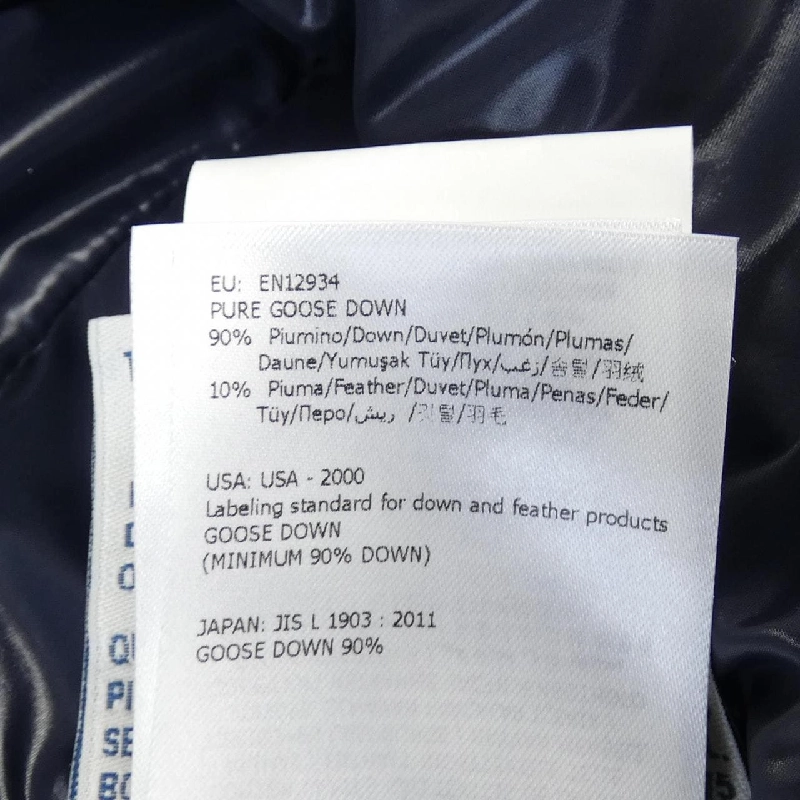 EU: EN12934
PURE GOOSE DOWN
90% Piumino/Down/Duvet/Plumón/Plumas/
Daune/Yumuşak Tüy/Пух/زغب/솜털/羽绒
10% Piuma/Feather/Duvet/Pluma/Penas/Feder/
Tüy/Перо/ريش /깃털/羽毛
USA: USA - 2000
Labeling standard for down and feather products
GOOSE DOWN
(MINIMUM 90% DOWN)
JAPAN: JIS L 1903 : 2011
GOOSE DOWN 90%